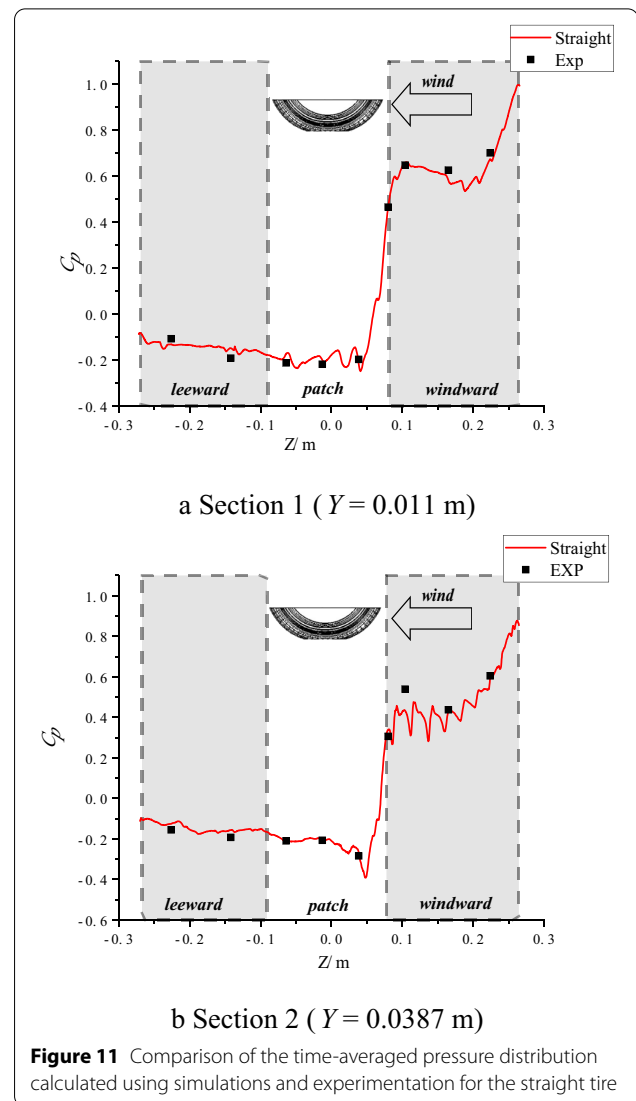 Straight
Exp
1.0
0.8
0.6
0.4
0.2
0.0
-0.2
-0.4
Cp
wind
leeward
patch
windward
-0.3 -0.2 -0.1 0.0 0.1 0.2 0.3
Z/m
a Section 1 (Y = 0.011 m)
Straight
EXP
1.0
0.8
0.6
0.4
0.2
0.0
-0.2
-0.4
-0.6
Cp
wind
leeward
patch
windward
-0.3 -0.2 -0.1 0.0 0.1 0.2 0.3
Z/m
b Section 2 (Y = 0.0387 m)
Figure 11 Comparison of the time-averaged pressure distribution
calculated using simulations and experimentation for the straight tire